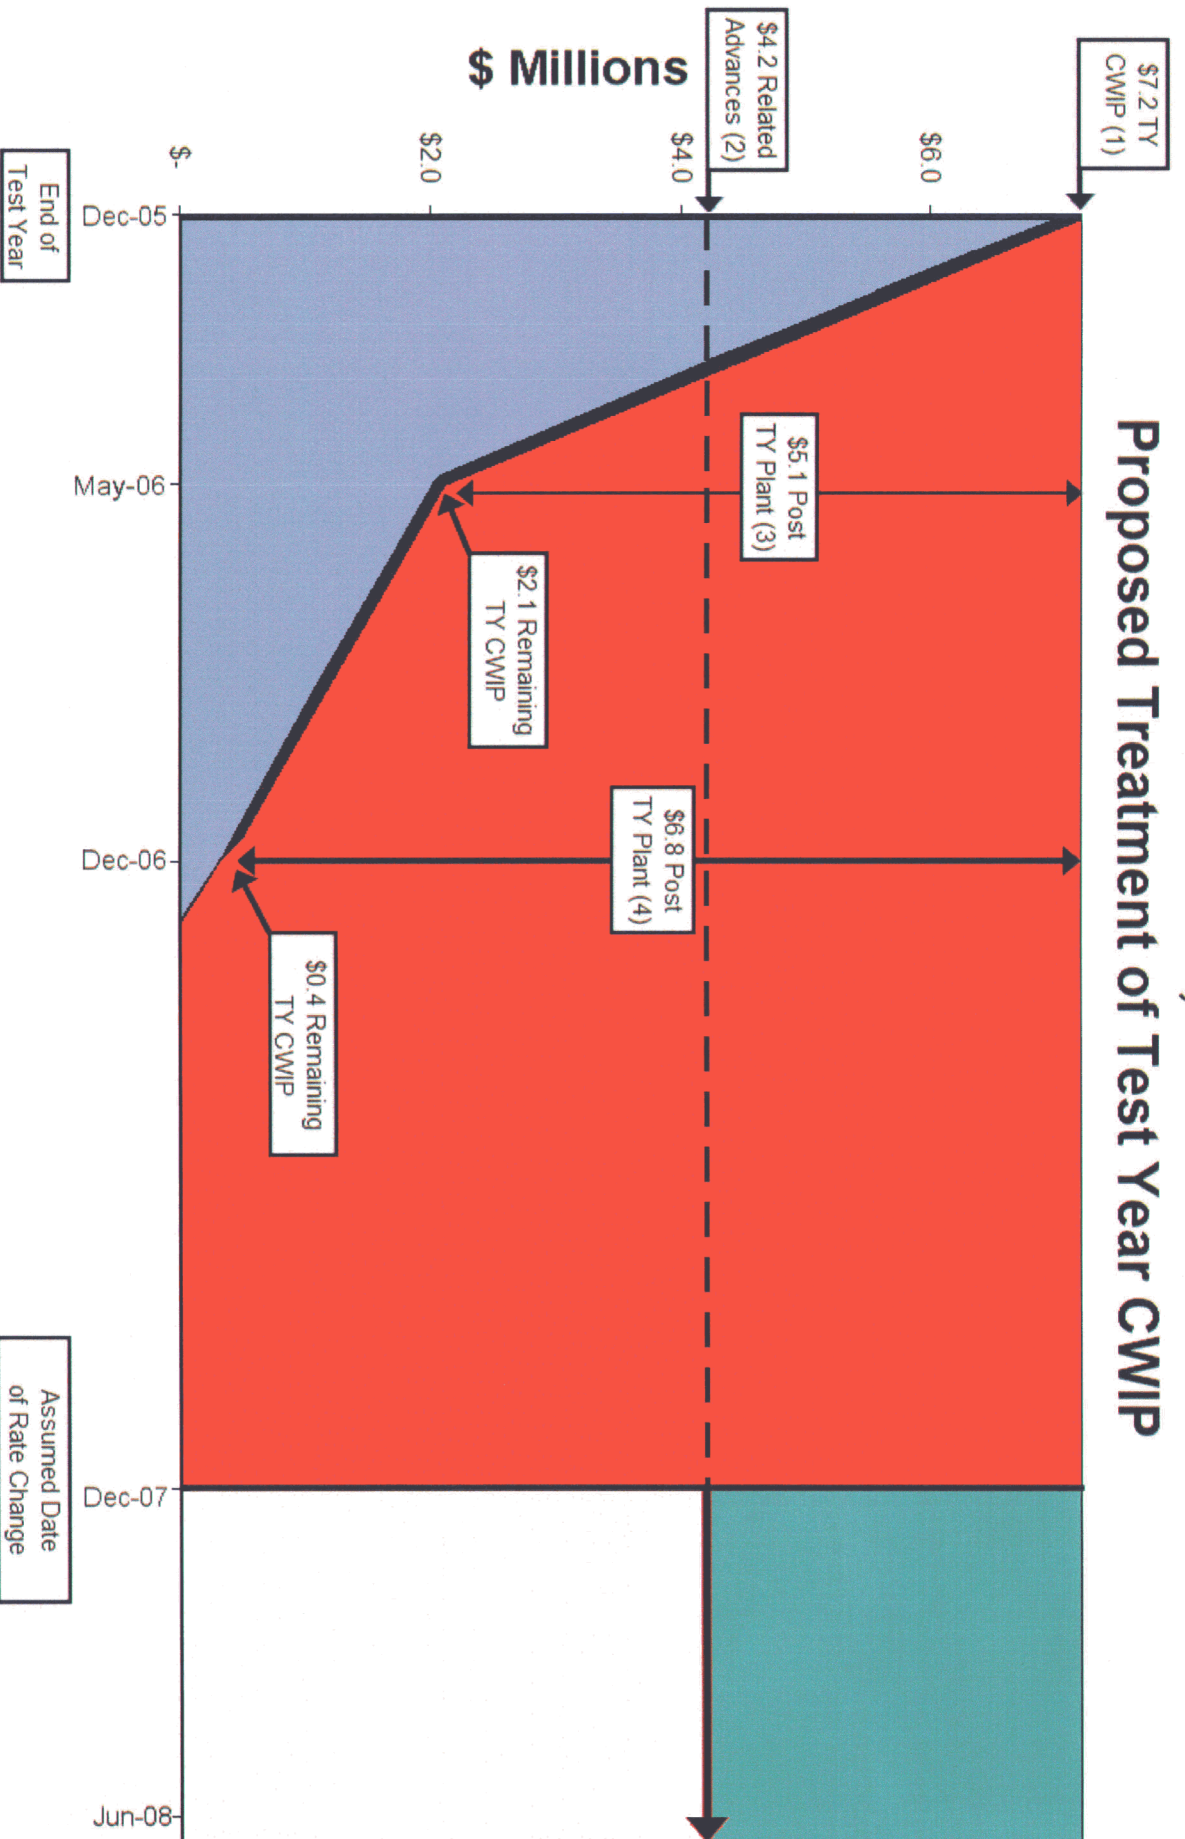 Proposed Treatment of Test Year CWIP
$7.2 TY
CWIP (1)
$4.2 Related
Advances (2)
$ Millions
$6.0
$4.0
$2.0
$-
$5.1 Post
TY Plant (3)
$2.1 Remaining
TY CWIP
$6.8 Post
TY Plant (4)
$0.4 Remaining
TY CWIP
Dec-05
May-06
Dec-06
Dec-07
Jun-08
End of
Test Year
Assumed Date
of Rate Change